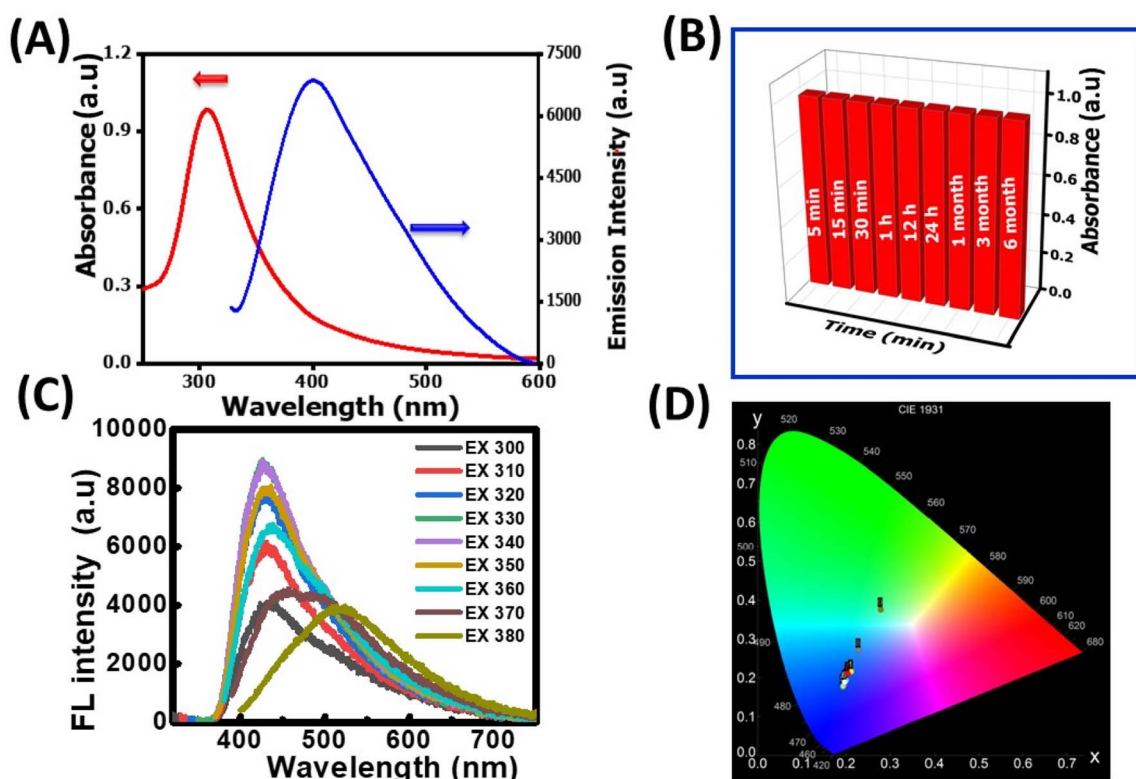 (A)
1.2
0.9
0.6
0.3
0.0
Absorbance (a.u)
7500
6000
4500
3000
1500
0
Emission Intensity (a.u)
300
400
500
600
Wavelength (nm)
(B)
5 min
15 min
30 min
1 h
12 h
24 h
1 month
3 month
6 month
1.0
0.8
0.6
0.4
0.2
0.0
Absorbance (a.u)
Time (min)
(C)
10000
8000
6000
4000
2000
0
FL intensity (a.u)
EX 300
EX 310
EX 320
EX 330
EX 340
EX 350
EX 360
EX 370
EX 380
400
500
600
700
Wavelength (nm)
(D)
CIE 1931
y
0.8
0.7
0.6
0.5
0.4
0.3
0.2
0.1
0.0
0.0
0.1
0.2
0.3
0.4
0.5
0.6
0.7
x
520
530
540
550
560
570
580
590
600
610
620
680
510
500
490
480
470
460
420